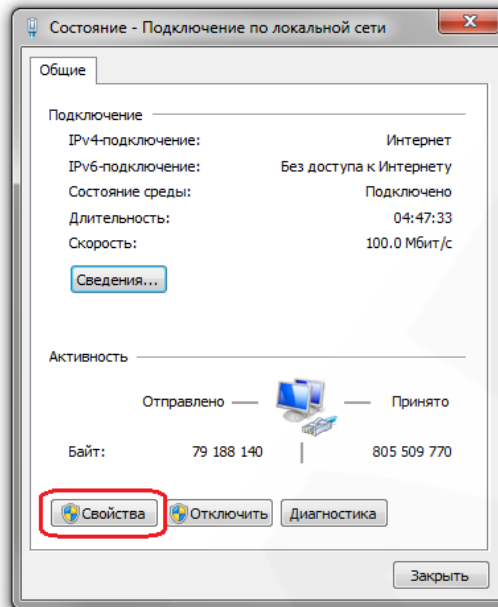 Состояние - Подключение по локальной сети
Общие
Подключение
IPv4-подключение: Интернет
IPv6-подключение: Без доступа к Интернету
Состояние среды: Подключено
Длительность: 04:47:33
Скорость: 100.0 Мбит/с
Сведения...
Активность
Отправлено — — Принято
Байт: 79 188 140 | 805 509 770
Свойства Отключить Диагностика
Закрыть